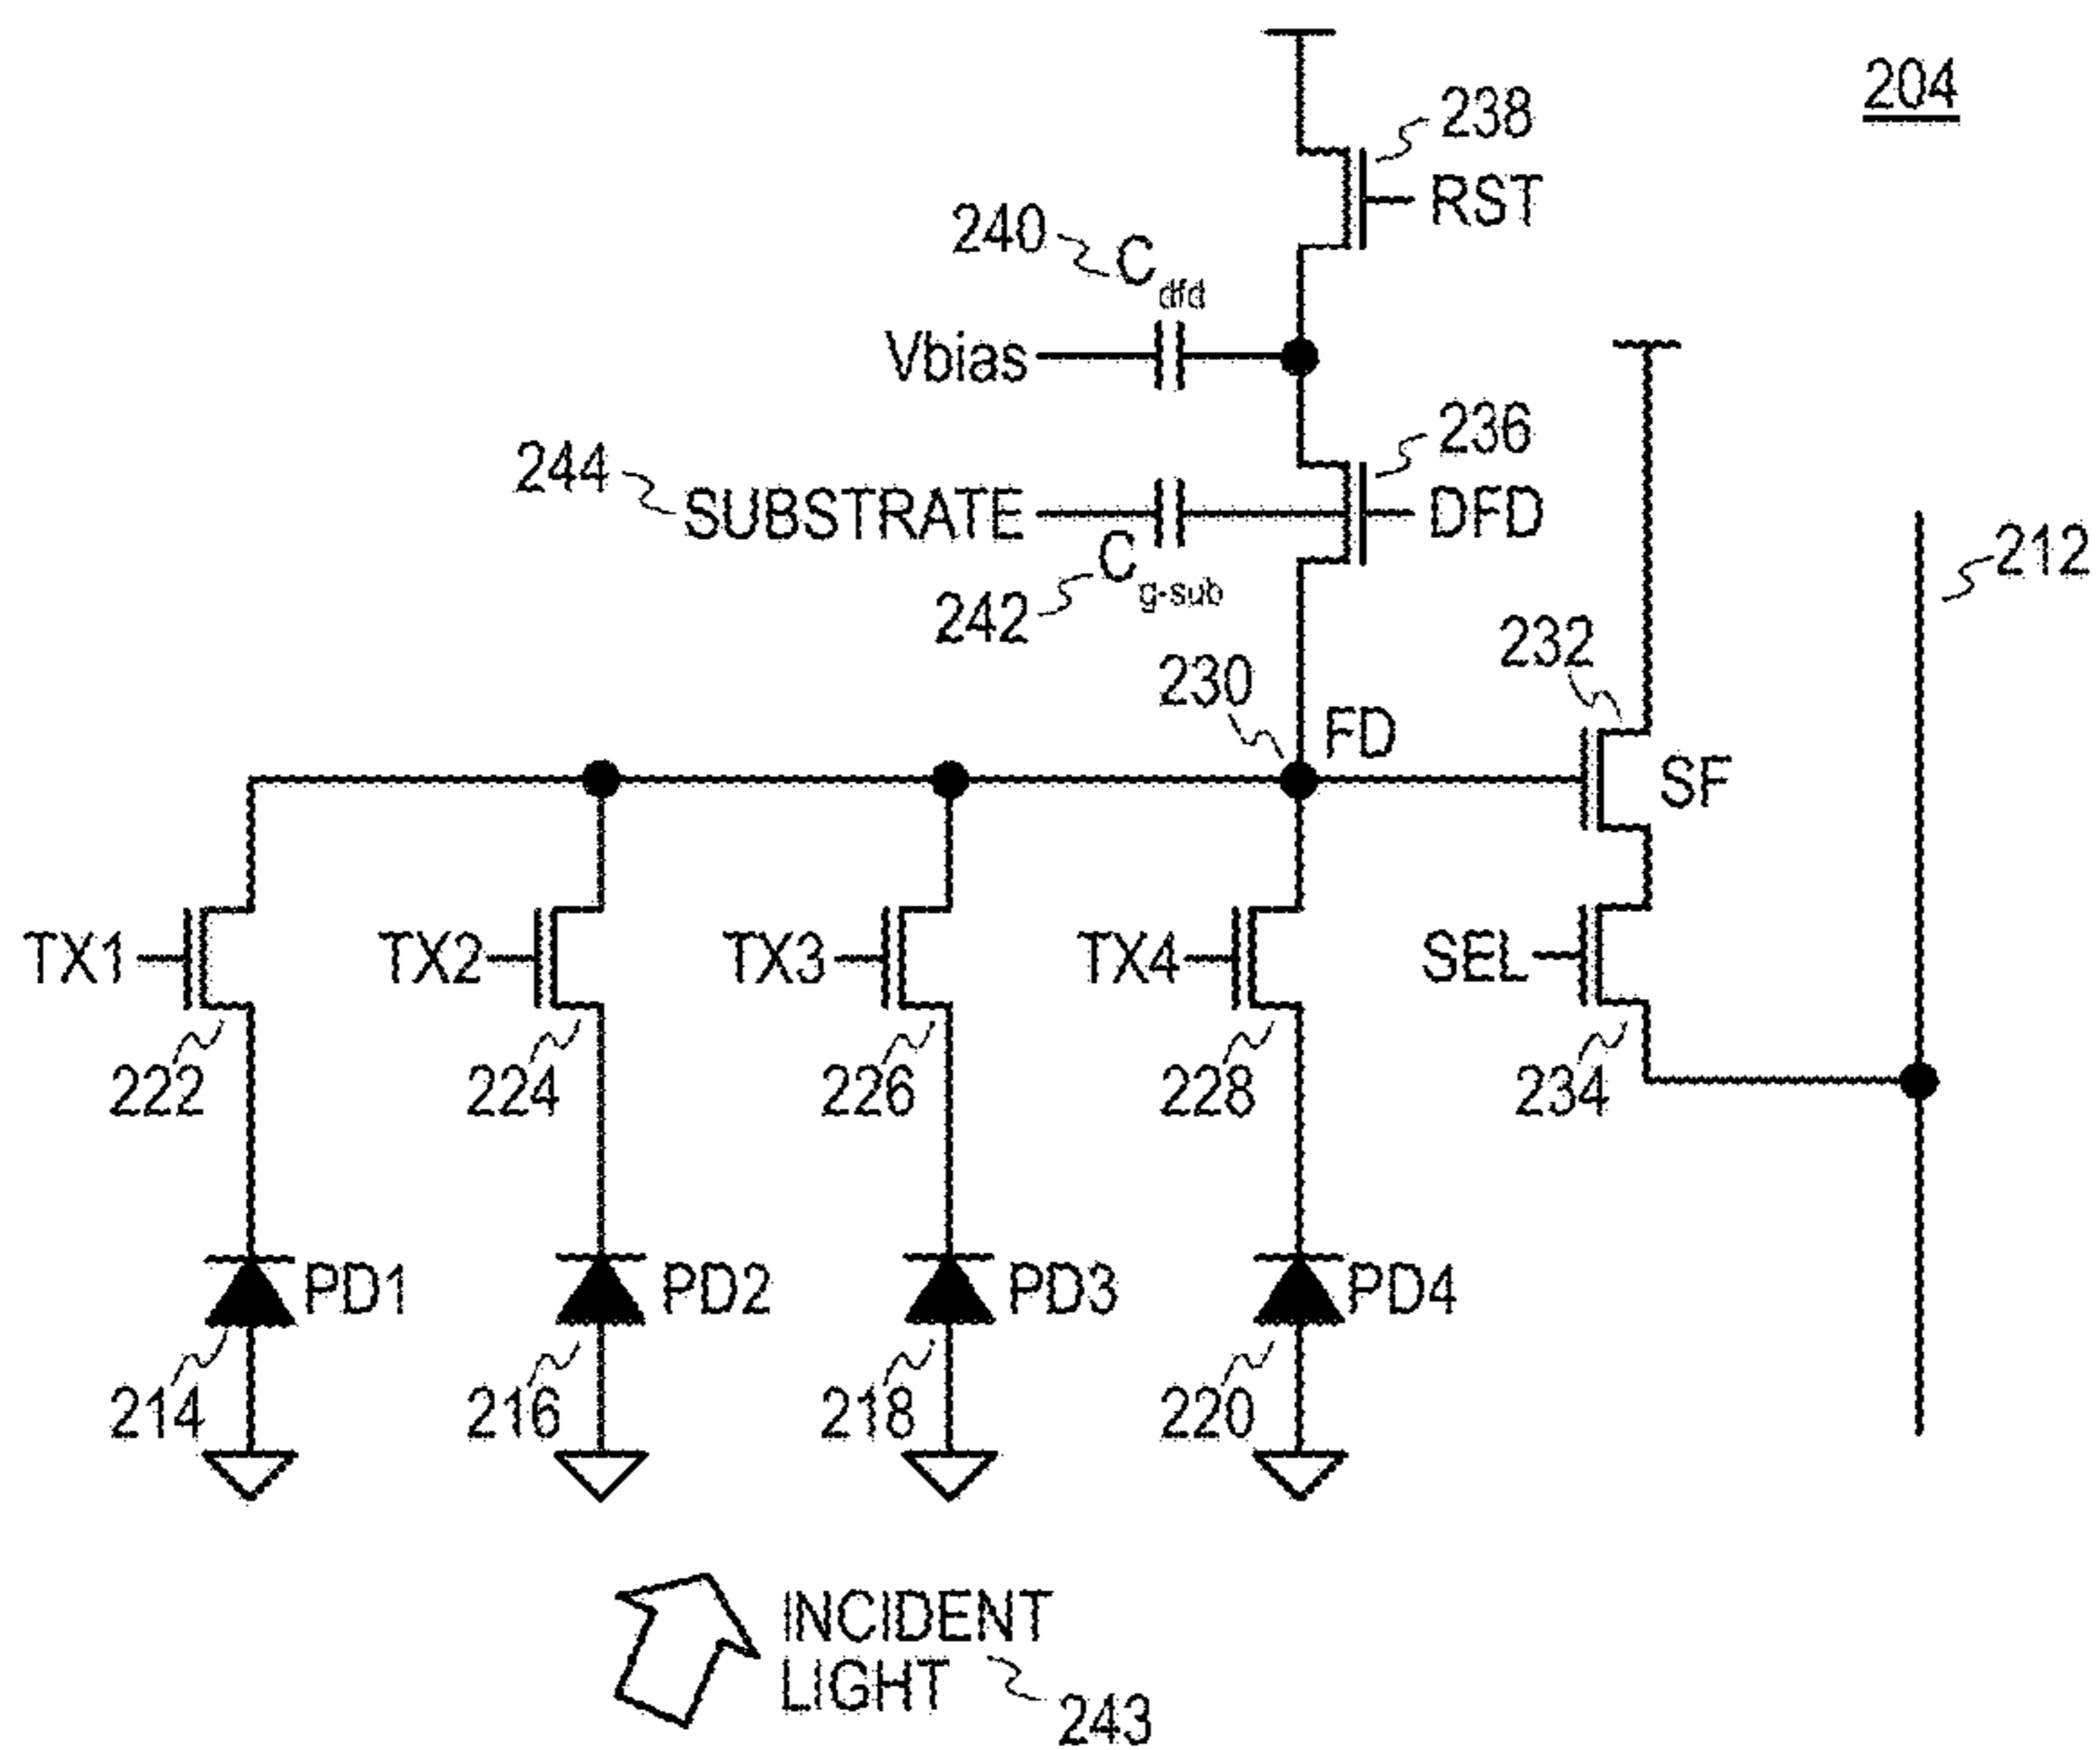 204
238
RST
240
Cdfd
Vbias
236
244
SUBSTRATE
DFD
Cg-sub
242
212
232
230
FD
SF
TX1
TX2
TX3
TX4
SEL
222
224
226
228
234
PD1
PD2
PD3
PD4
214
216
218
220
INCIDENT
LIGHT
243